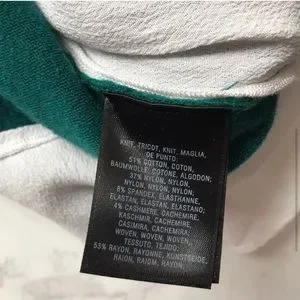 KNIT, TRICOT, KNIT, MAGLIA,
DE PUNTO:
51% COTTON, COTON,
BAUMWOLLE: COTONE, ALGODON;
37% NYLON, NYLON,
NYLON, NYLON, NYLON;
8% SPANDEX, ELASTHANNE,
ELASTAN, ELASTAN, ELASTANO;
4% CASHMERE, CACHEMIRE,
KASCHMIR, CACHEMIRE,
CASIMIRA, CACHEMIRA,
WOVEN, WOVEN, WOVEN,
TESSUTO, TEJIDO:
55% RAYON, RAYONNE, KUNSTSEIDE,
RAION, RAION, RAYON